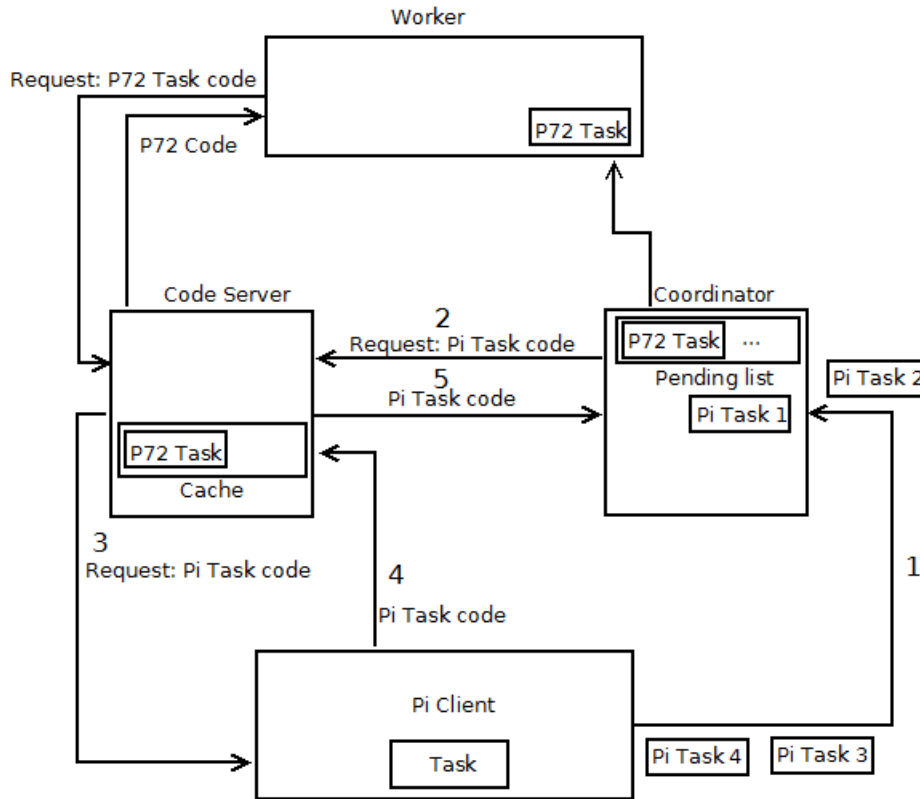 Worker
Request: P72 Task code
P72 Task
P72 Code
Code Server
Coordinator
2
Request: Pi Task code
P72 Task ...
Pending list
Pi Task 2
5
Pi Task code
Pi Task 1
P72 Task
Cache
3
Request: Pi Task code
4
1
Pi Task code
Pi Client
Task
Pi Task 4
Pi Task 3